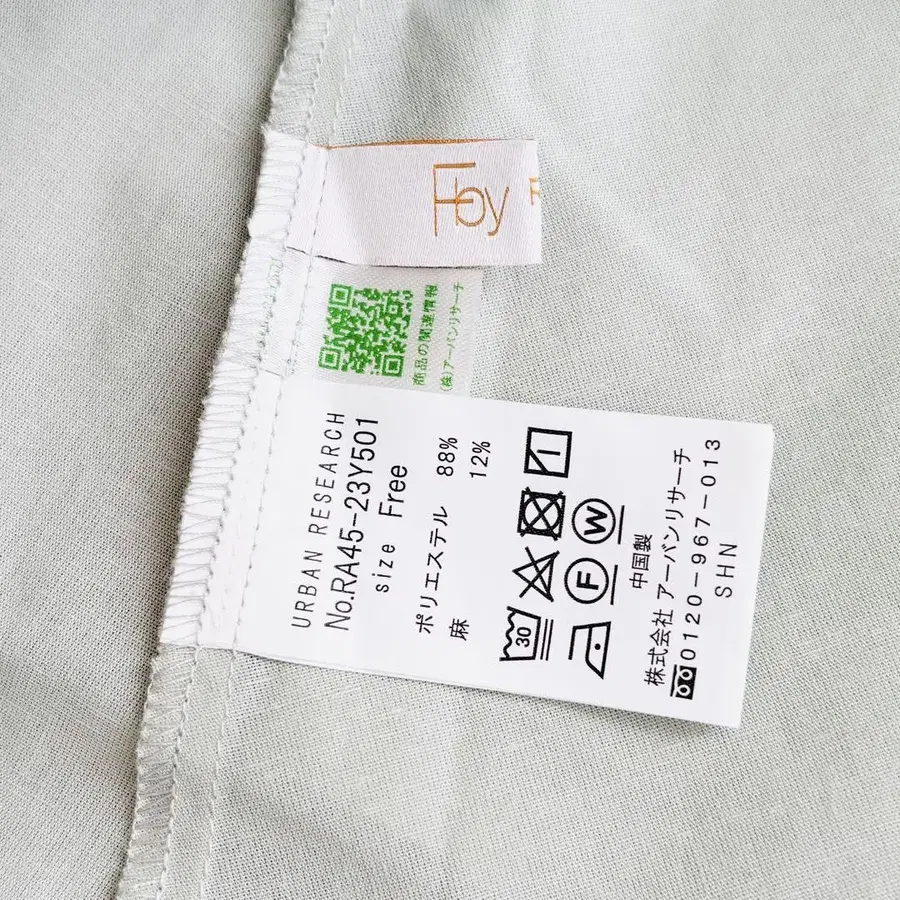 Fby
商品の関連情報
(株)アーバンリサーチ
URBAN RESEARCH
No.RA45-23Y501
size Free
ポリエステル 88%
麻 12%
30
F
W
中国製
株式会社 アーバンリサーチ
0120-967-013
SHN